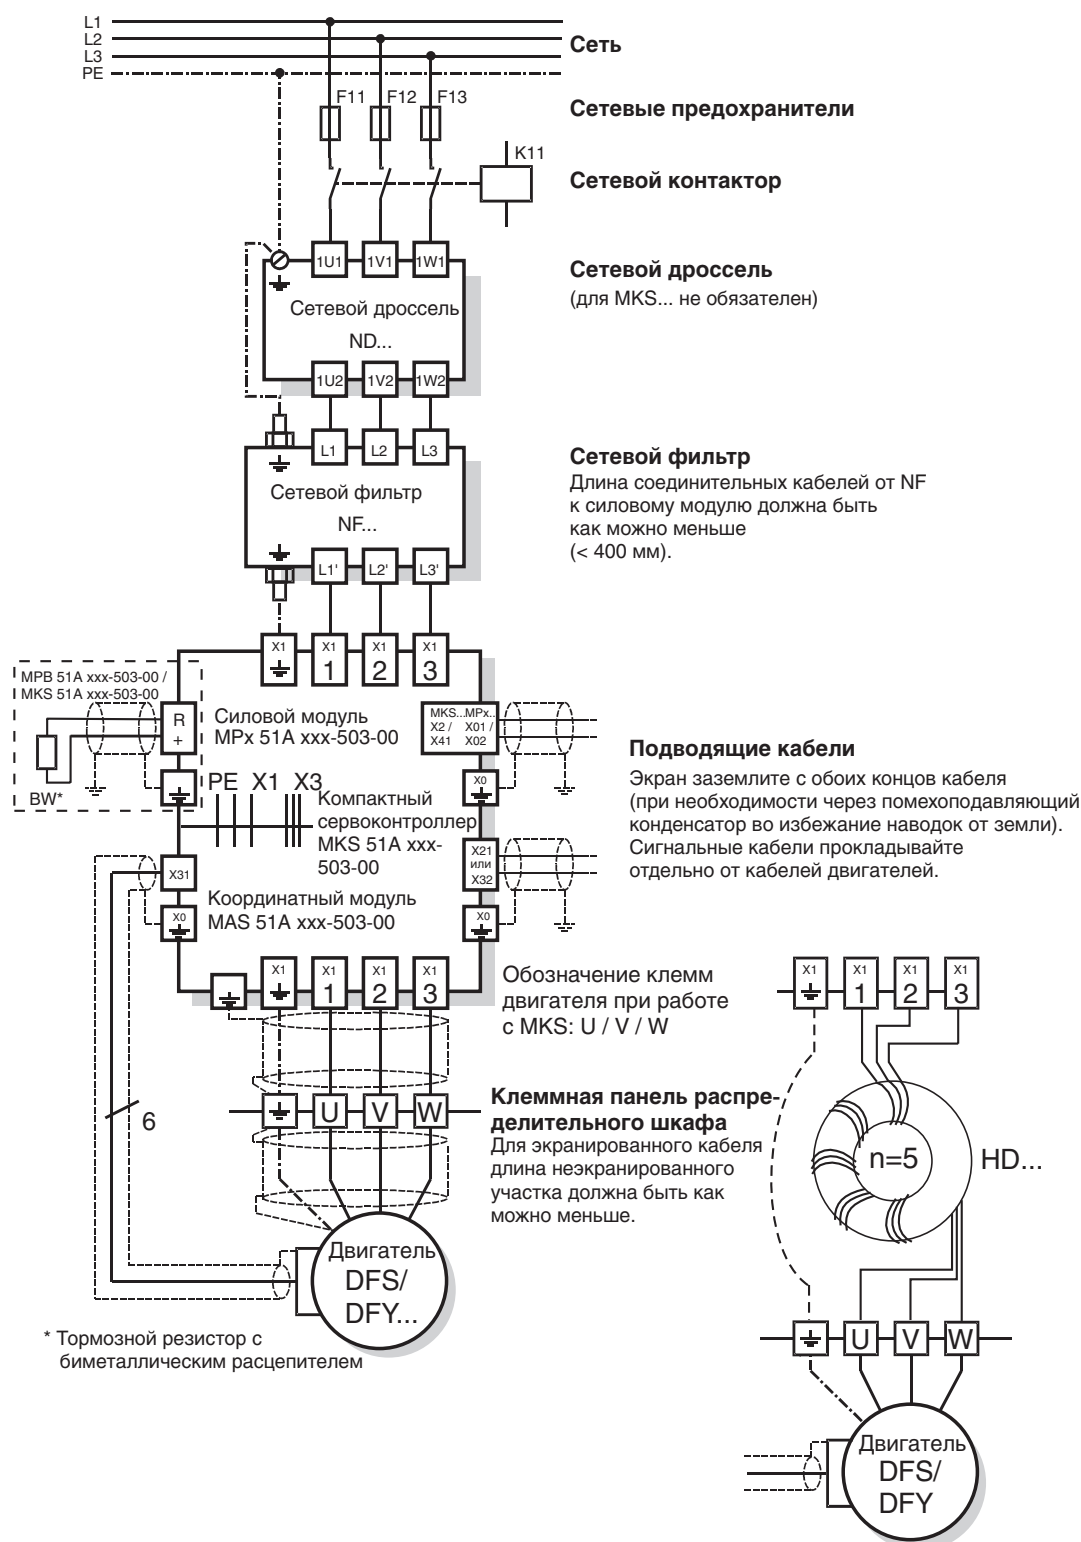 L1
L2
L3
PE
Сеть
F11 F12 F13
Сетевые предохранители
K11
Сетевой контактор
1U1 1V1 1W1
Сетевой дроссель
(для MKS... не обязателен)
Сетевой дроссель
ND...
1U2 1V2 1W2
L1 L2 L3
Сетевой фильтр
NF...
Сетевой фильтр
Длина соединительных кабелей от NF
к силовому модулю должна быть
как можно меньше
(< 400 мм).
L1' L2' L3'
X1 X1 X1 X1
1 2 3
MPB 51A xxx-503-00 /
MKS 51A xxx-503-00
R
+
BW*
Силовой модуль
MPx 51A xxx-503-00
MKS...MPx..
X2 / X01 /
X41 X02
Подводящие кабели
Экран заземлите с обоих концов кабеля
(при необходимости через помехоподавляющий
конденсатор во избежание наводок от земли).
Сигнальные кабели прокладывайте
отдельно от кабелей двигателей.
X0
PE X1 X3
Компактный
сервоконтроллер
MKS 51A xxx-
503-00
X21
или
X32
X31
Координатный модуль
MAS 51A xxx-503-00
X0
X0
X1 X1 X1 X1
1 2 3
Обозначение клемм
двигателя при работе
с MKS: U / V / W
X1 X1 X1 X1
1 2 3
Клеммная панель распре-
делительного шкафа
Для экранированного кабеля
длина неэкранированного
участка должна быть как
можно меньше.
U V W
6
n=5
HD...
Двигатель
DFS/
DFY...
* Тормозной резистор с
биметаллическим расцепителем
U V W
Двигатель
DFS/
DFY